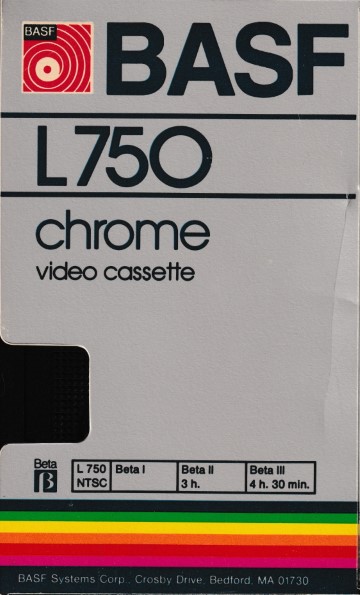 BASF
BASF
L750
chrome
video cassette
Beta
β
L 750
NTSC
Beta I
Beta II
3 h.
Beta III
4 h. 30 min.
BASF Systems Corp., Crosby Drive, Bedford, MA 01730